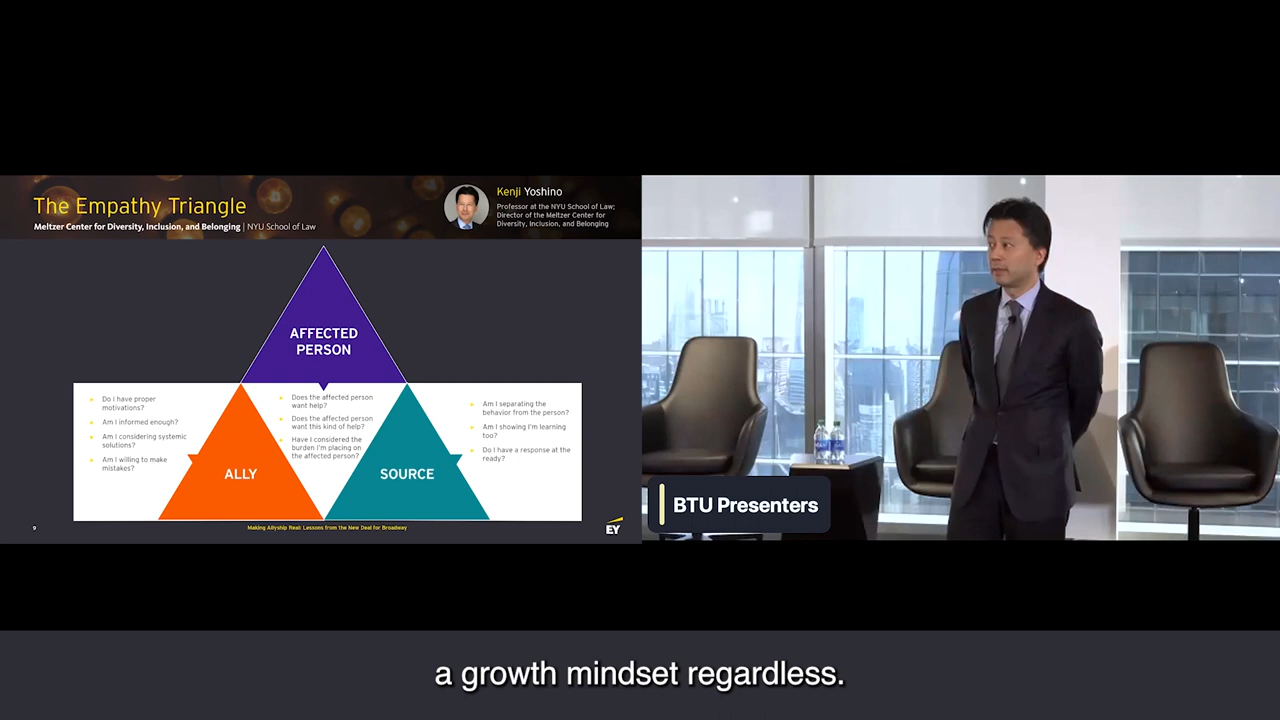 The Empathy Triangle
Meltzer Center for Diversity, Inclusion, and Belonging | NYU School of Law
Kenji Yoshino
Professor at the NYU School of Law;
Director of the Meltzer Center for
Diversity, Inclusion, and Belonging
AFFECTED
PERSON
Do I have proper
motivations?
Am I informed enough?
Am I considering systemic
solutions?
Am I willing to make
mistakes?
ALLY
Does the affected person
want help?
Does the affected person
want this kind of help?
Have I considered the
burden I'm placing on
the affected person?
SOURCE
Am I separating the
behavior from the person?
Am I showing I'm learning
too?
Do I have a response at the
ready?
9
Making Allyship Real: Lessons from the New Deal for Broadway
EY
BTU Presenters
a growth mindset regardless.